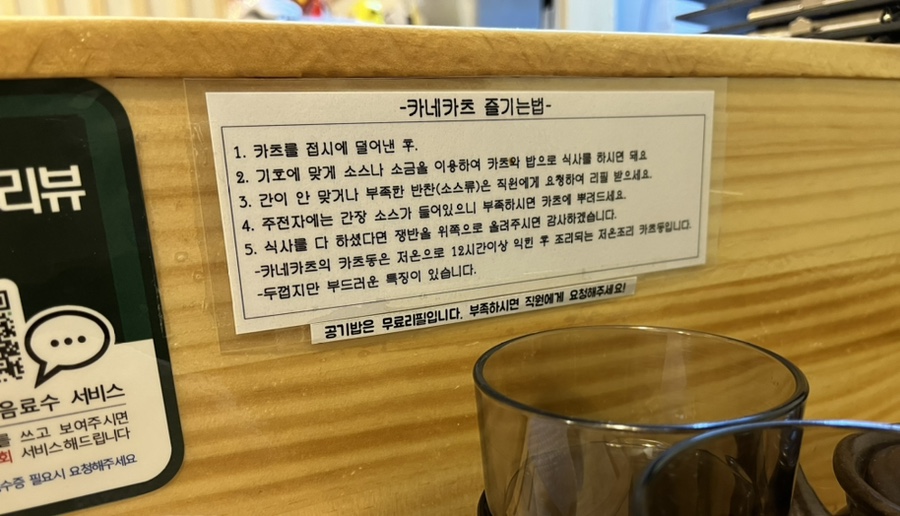 -카네카츠 즐기는법-
1. 카츠를 접시에 덜어낸 후.
2. 기호에 맞게 소스나 소금을 이용하여 카츠와 밥으로 식사를 하시면 돼요
3. 간이 안 맞거나 부족한 반찬(소스류)은 직원에게 요청하여 리필 받으세요.
4. 주전자에는 간장 소스가 들어있으니 부족하시면 카츠에 뿌려드세요.
5. 식사를 다 하셨다면 쟁반을 위쪽으로 올려주시면 감사하겠습니다.
-카네카츠의 카츠동은 저온으로 12시간이상 익힌 후 조리되는 저온조리 카츠동입니다.
-두껍지만 부드러운 특징이 있습니다.
공기밥은 무료리필입니다. 부족하시면 직원에게 요청해주세요!
리뷰
음료수 서비스
를 쓰고 보여주시면
회 서비스해드립니다
수증 필요시 요청해주세요